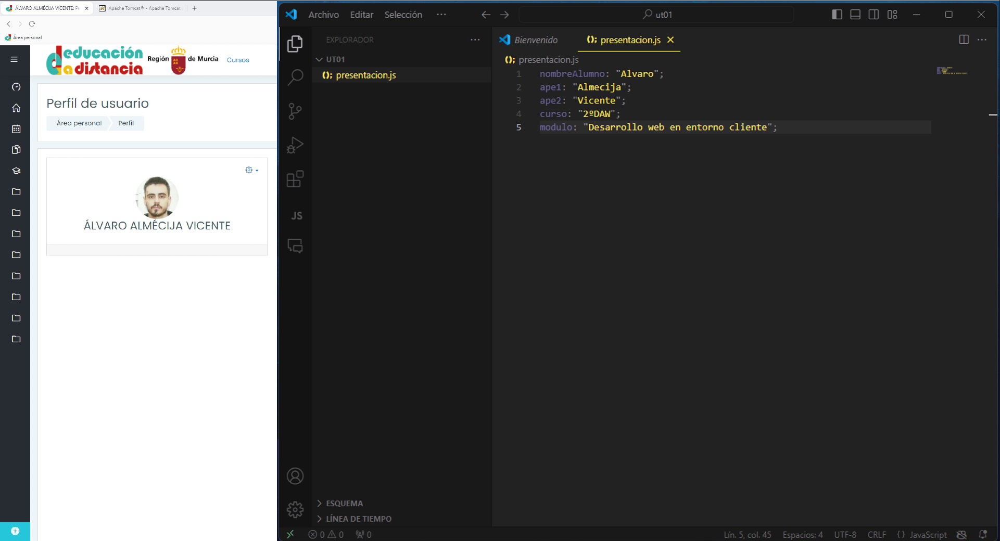 ÁLVARO ALMÉCIJA VICENTE: Pe
Apache Tomcat® - Apache Tomcat
Área personal
educación
a distancia
Región de Murcia
Cursos
Perfil de usuario
Área personal
Perfil
ÁLVARO ALMÉCIJA VICENTE
Archivo Editar Selección ···
ut01
EXPLORADOR
UT01
presentacion.js
ESQUEMA
LÍNEA DE TIEMPO
Bienvenido
(); presentacion.js
(); presentacion.js
1 nombreAlumno: "Alvaro";
2 ape1: "Almecija";
3 ape2: "Vicente";
4 curso: "2ºDAW";
5 modulo: "Desarrollo web en entorno cliente";
JS
0 0 0
Lín. 5, col. 45 Espacios: 4 UTF-8 CRLF {} JavaScript